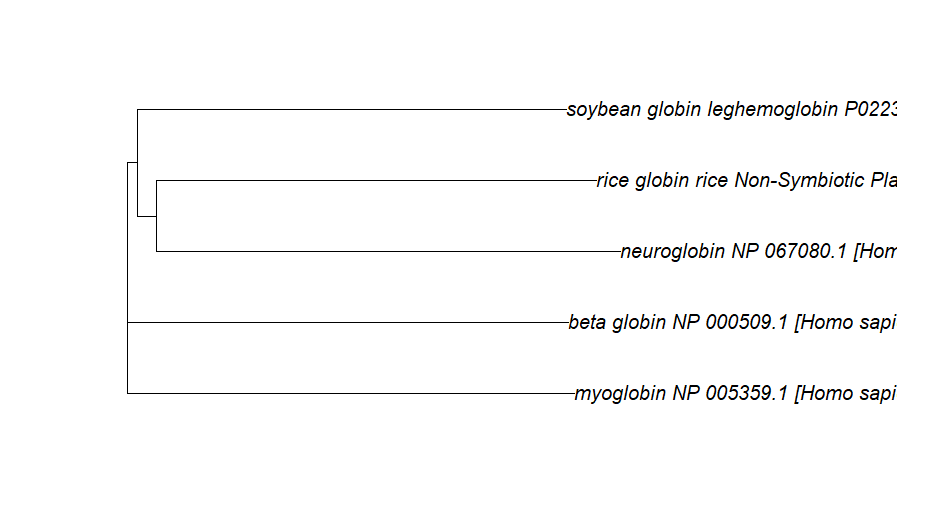 soybean globin leghemoglobin P0223
rice globin rice Non-Symbiotic Pla
neuroglobin NP 067080.1 [Hom
beta globin NP 000509.1 [Homo sapi
myoglobin NP 005359.1 [Homo sapi